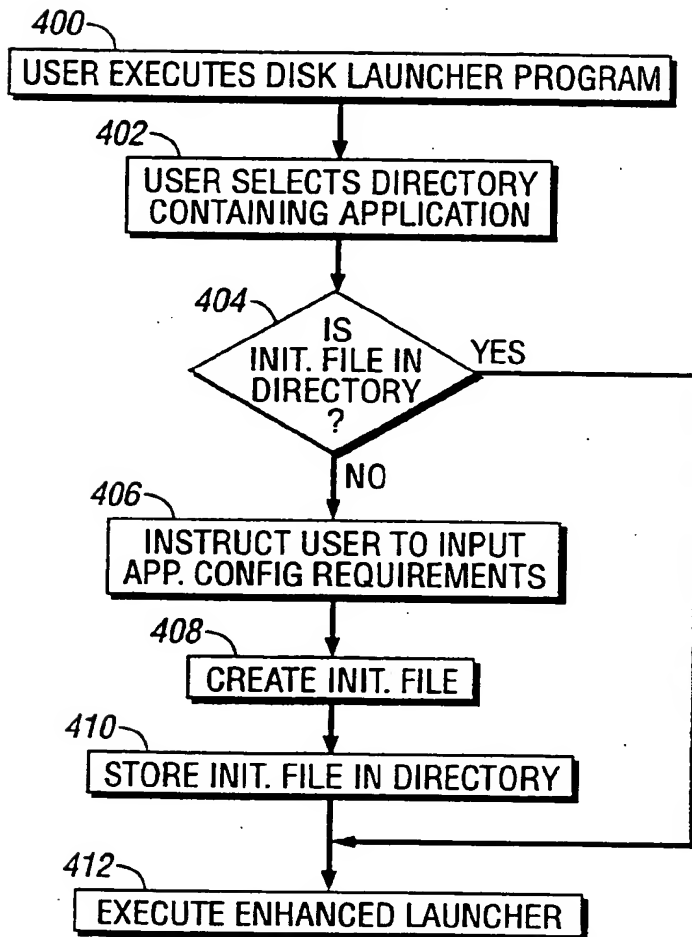 400
USER EXECUTES DISK LAUNCHER PROGRAM
402
USER SELECTS DIRECTORY
CONTAINING APPLICATION
404
IS
INIT. FILE IN
DIRECTORY
?
YES
NO
406
INSTRUCT USER TO INPUT
APP. CONFIG REQUIREMENTS
408
CREATE INIT. FILE
410
STORE INIT. FILE IN DIRECTORY
412
EXECUTE ENHANCED LAUNCHER